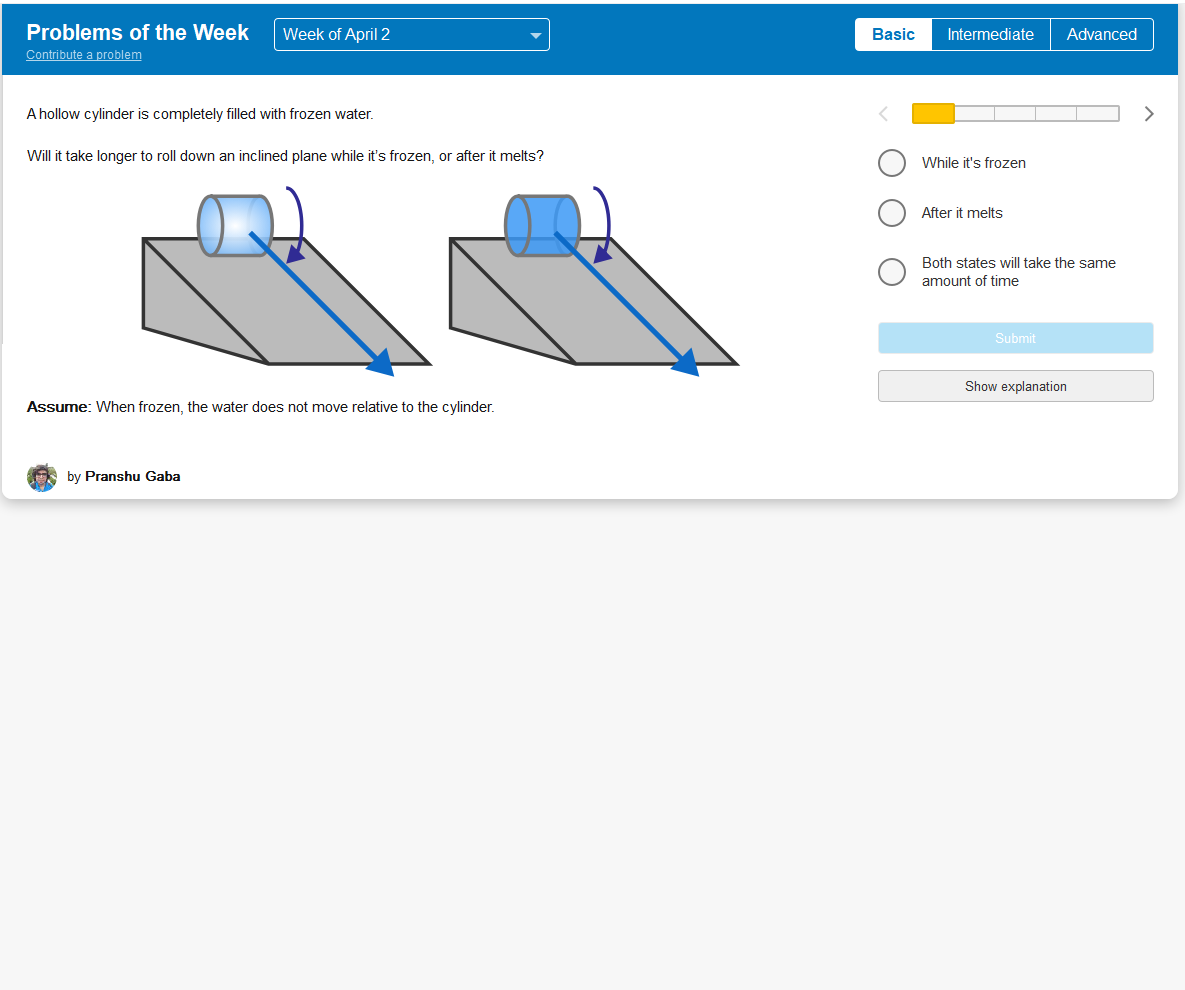 Problems of the Week
Contribute a problem
Week of April 2
Basic
Intermediate
Advanced
A hollow cylinder is completely filled with frozen water.
Will it take longer to roll down an inclined plane while it’s frozen, or after it melts?
Assume: When frozen, the water does not move relative to the cylinder.
by Pranshu Gaba
While it's frozen
After it melts
Both states will take the same
amount of time
Submit
Show explanation